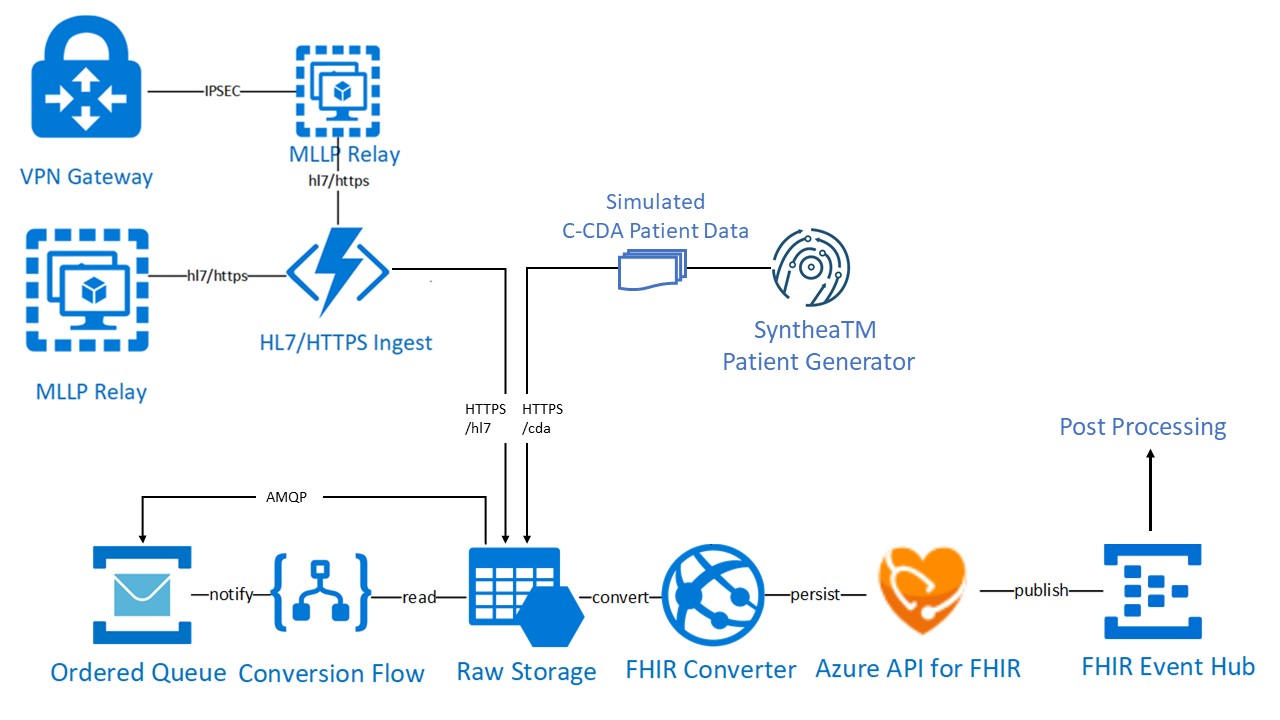 IPSEC
VPN Gateway
MLLP Relay
hl7/https
hl7/https
HL7/HTTPS Ingest
MLLP Relay
Simulated
C-CDA Patient Data
SyntheaTM
Patient Generator
HTTPS
/hl7
HTTPS
/cda
Post Processing
AMQP
notify
read
convert
persist
publish
Ordered Queue
Conversion Flow
Raw Storage
FHIR Converter
Azure API for FHIR
FHIR Event Hub